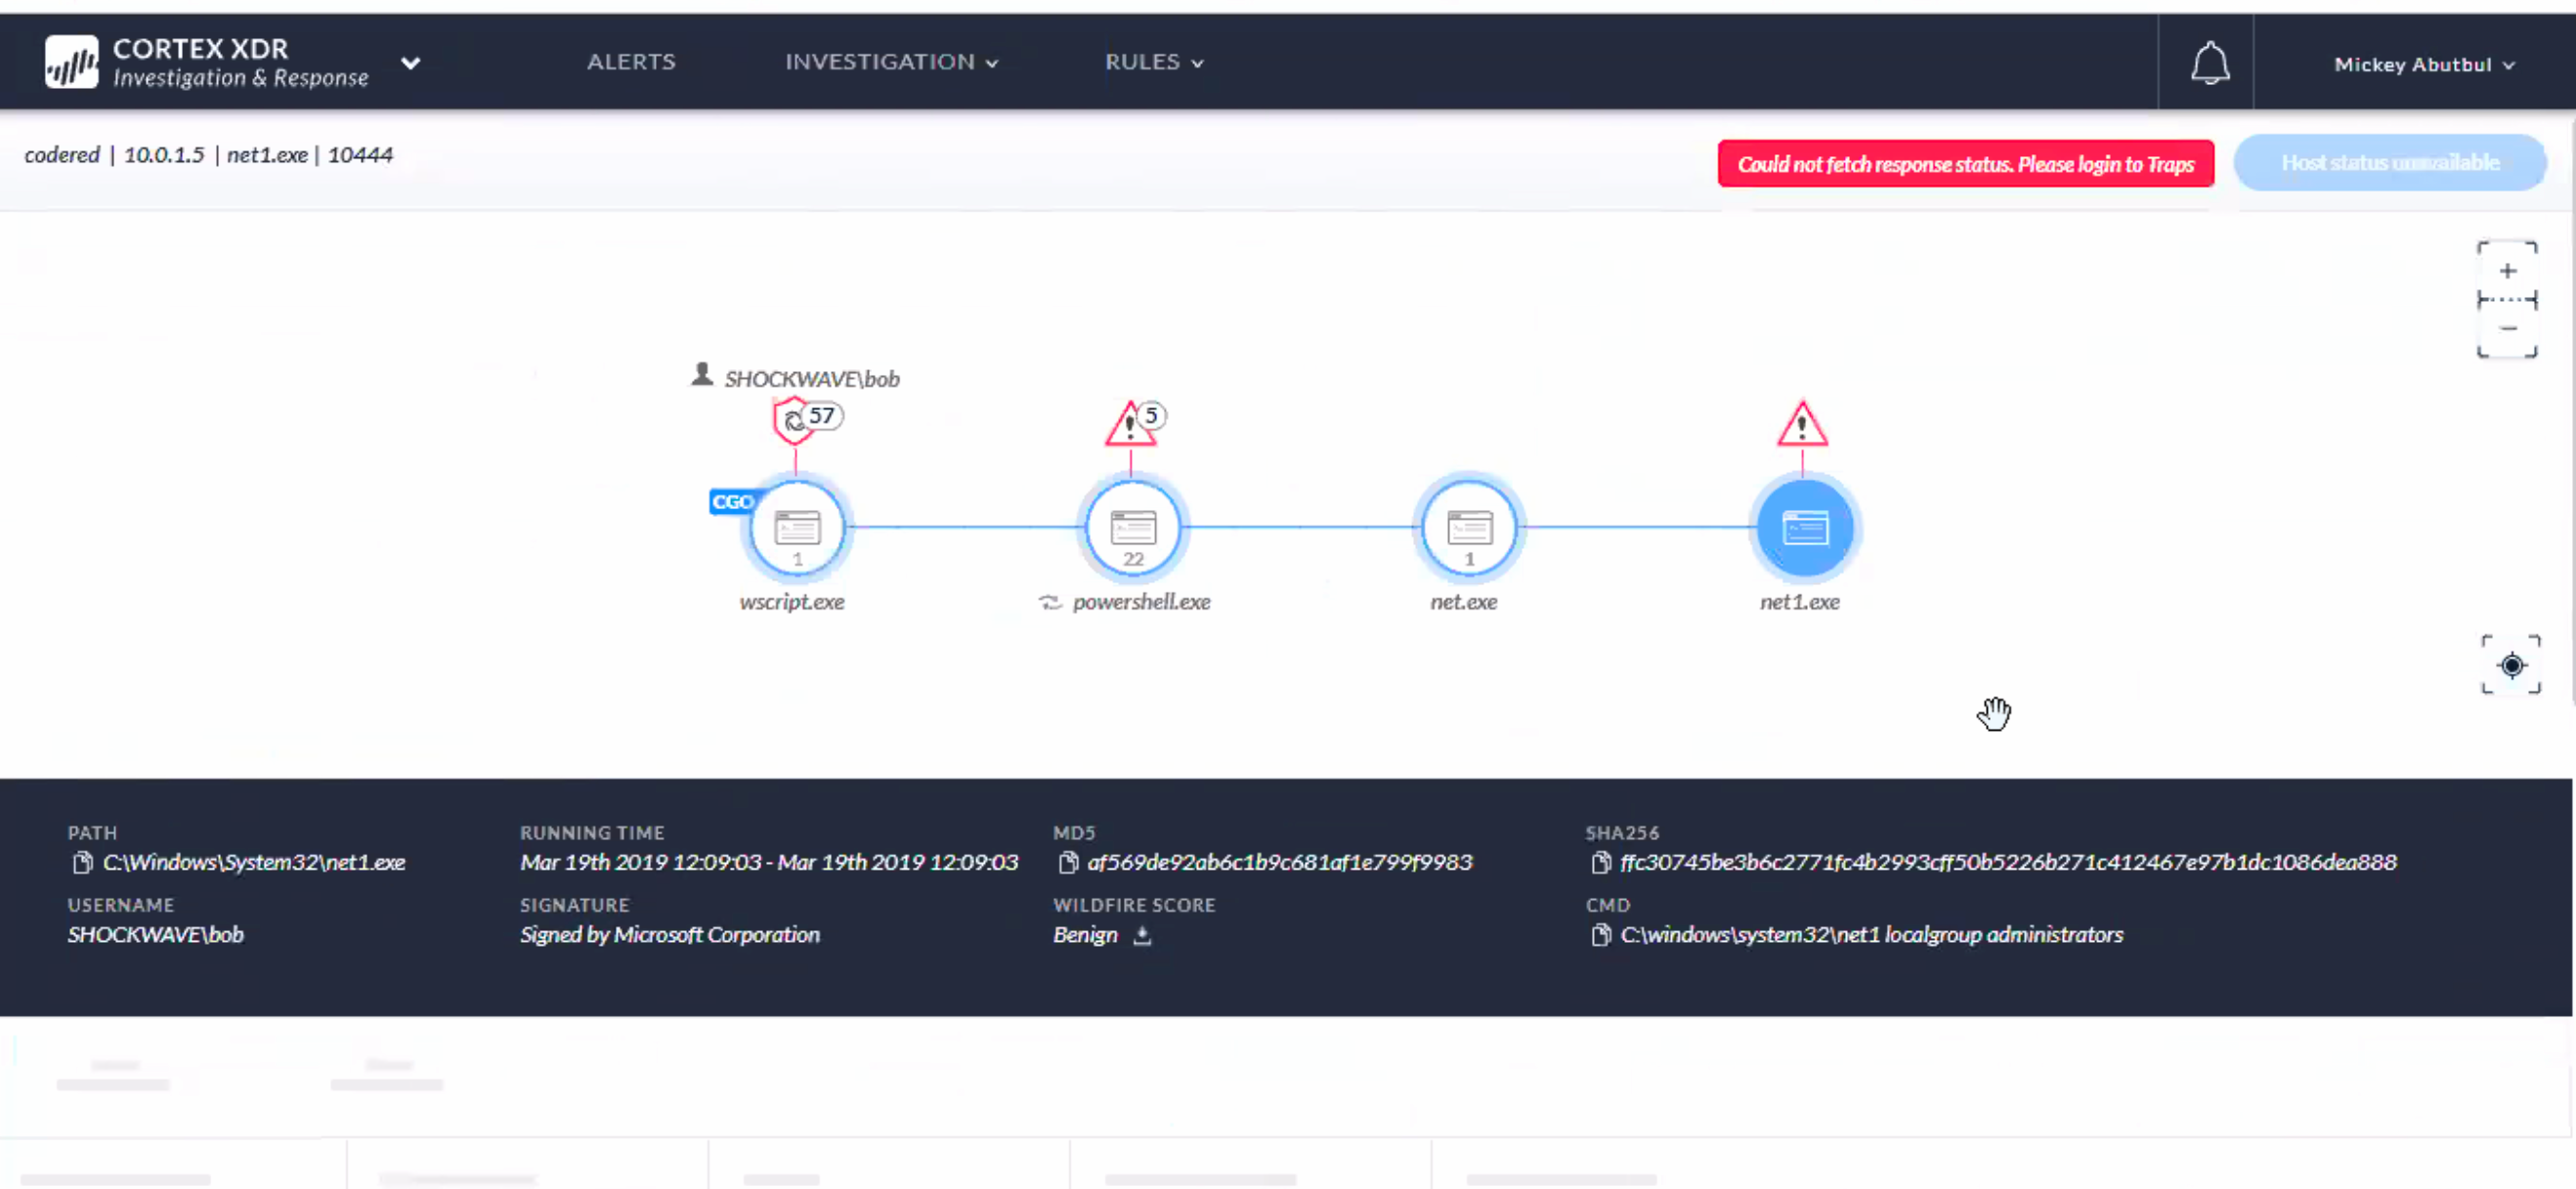 CORTEX XDR
Investigation & Response
ALERTS
INVESTIGATION
RULES
Mickey Abutbul
codered | 10.0.1.5 | net1.exe | 10444
Could not fetch response status. Please login to Traps
Host status unavailable
SHOCKWAVE\bob
57
5
CGO
1
22
1
wscript.exe
powershell.exe
net.exe
net1.exe
PATH
C:\Windows\System32\net1.exe
RUNNING TIME
Mar 19th 2019 12:09:03 - Mar 19th 2019 12:09:03
MD5
af569de92ab6c1b9c681af1e799f9983
SHA256
ffc30745be3b6c2771fc4b2993cff50b5226b271c412467e97b1dc1086dea888
USERNAME
SHOCKWAVE\bob
SIGNATURE
Signed by Microsoft Corporation
WILDFIRE SCORE
Benign
CMD
C:\windows\system32\net1 localgroup administrators